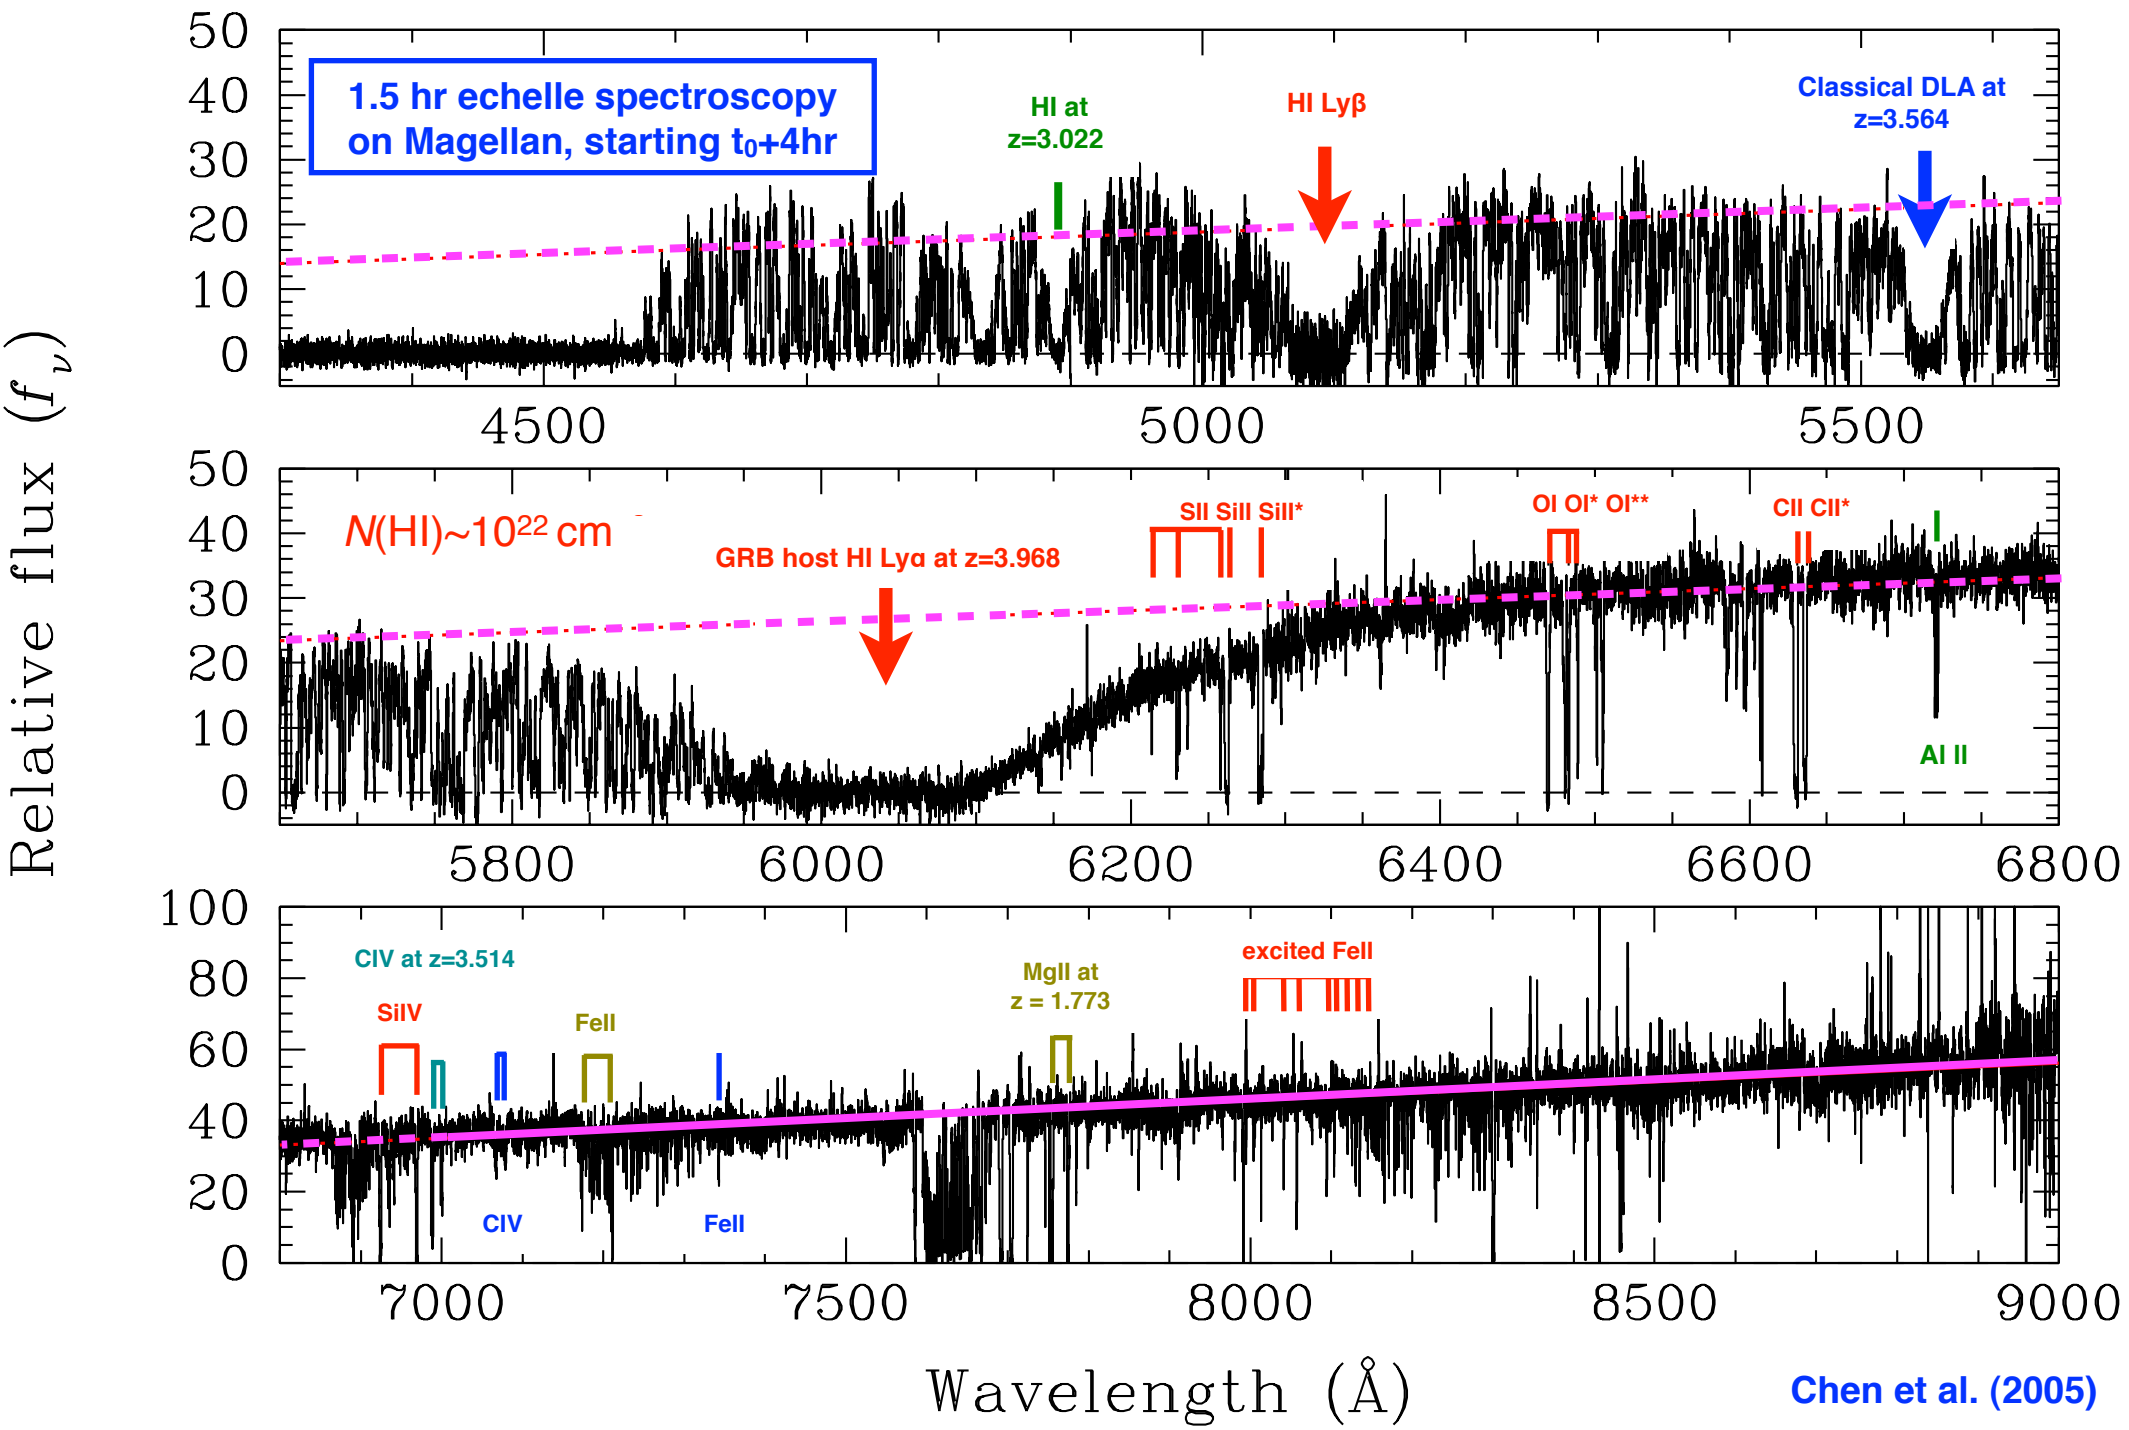 1.5 hr echelle spectroscopy
on Magellan, starting t₀+4hr
HI at
z=3.022
HI Lyβ
Classical DLA at
z=3.564
50
40
30
20
10
0
4500 5000 5500
N(HI)~10²² cm
GRB host HI Lyα at z=3.968
SII SiII SiII*
OI OI* OI**
CII CII*
Al II
50
40
30
20
10
0
5800 6000 6200 6400 6600 6800
CIV at z=3.514
SiIV
CIV
FeII
FeII
MgII at
z = 1.773
excited FeII
100
80
60
40
20
0
7000 7500 8000 8500 9000
Relative flux (fν)
Wavelength (Å)
Chen et al. (2005)